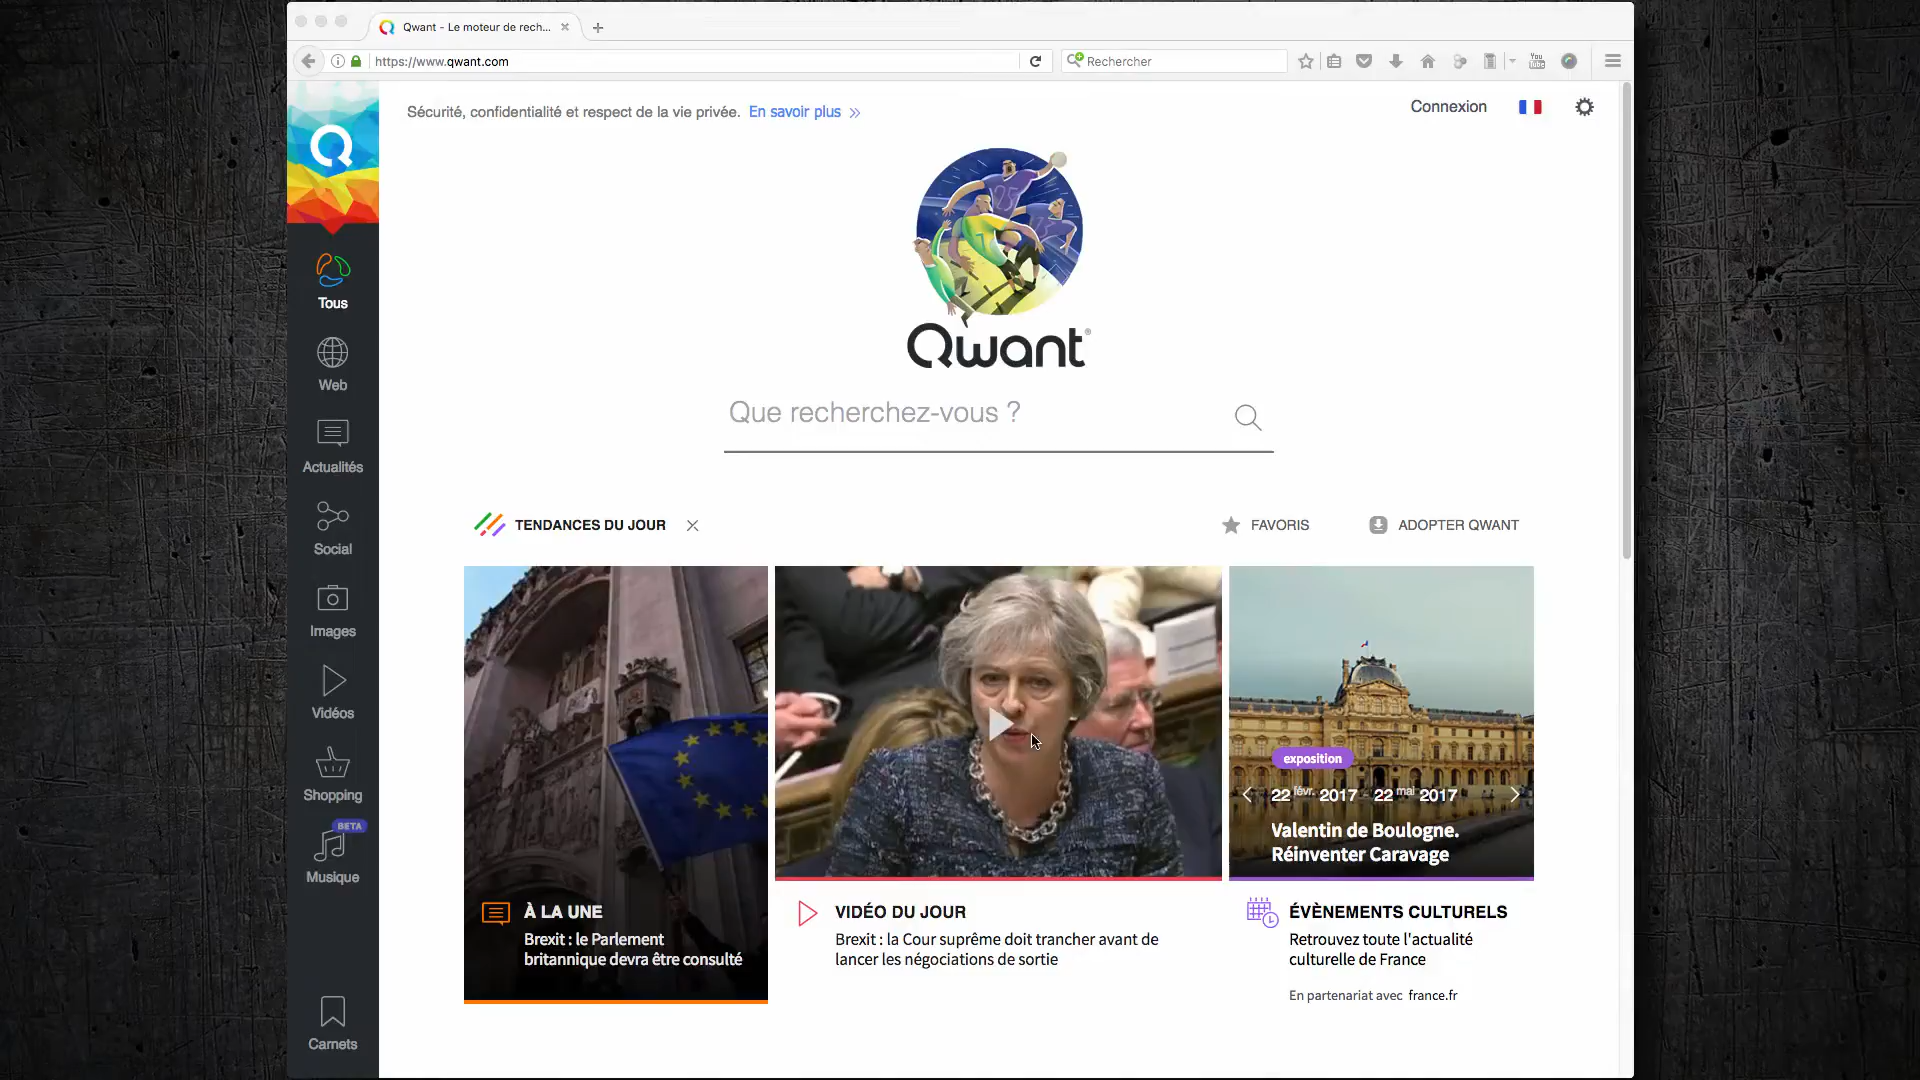 Qwant - Le moteur de rech...
https://www.qwant.com
Rechercher
You
Sécurité, confidentialité et respect de la vie privée. En savoir plus
Connexion
Tous
Web
Actualités
Social
Images
Vidéos
Shopping
BETA
Musique
Carnets
Qwant
Que recherchez-vous ?
TENDANCES DU JOUR
FAVORIS
ADOPTER QWANT
À LA UNE
Brexit : le Parlement
britannique devra être consulté
VIDÉO DU JOUR
Brexit : la Cour suprême doit trancher avant de
lancer les négociations de sortie
exposition
22 févr. 2017 - 22 mai 2017
Valentin de Boulogne.
Réinventer Caravage
ÉVÈNEMENTS CULTURELS
Retrouvez toute l'actualité
culturelle de France
En partenariat avec france.fr